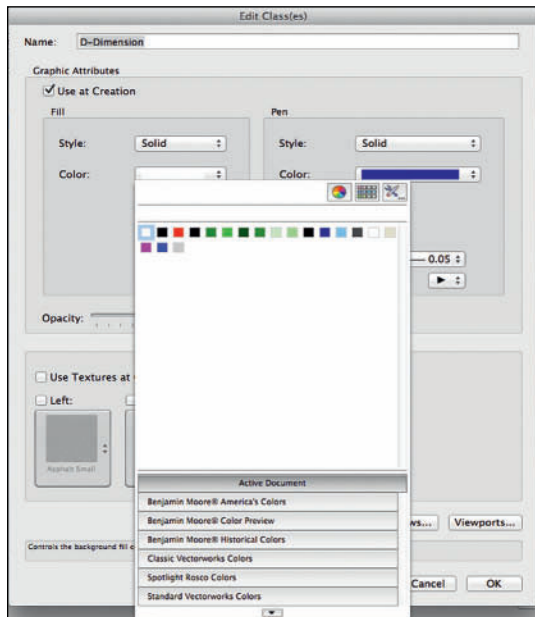 Edit Class(es)
Name: D-Dimension
Graphic Attributes
Use at Creation
Fill
Pen
Style: Solid
Style: Solid
Color:
Color:
0.05
Opacity:
Use Textures at
Left:
Asphalt Small
Active Document
Benjamin Moore® America's Colors
Benjamin Moore® Color Preview
Benjamin Moore® Historical Colors
Classic Vectorworks Colors
Spotlight Rosco Colors
Standard Vectorworks Colors
ws... Viewports...
Controls the background fill
Cancel OK